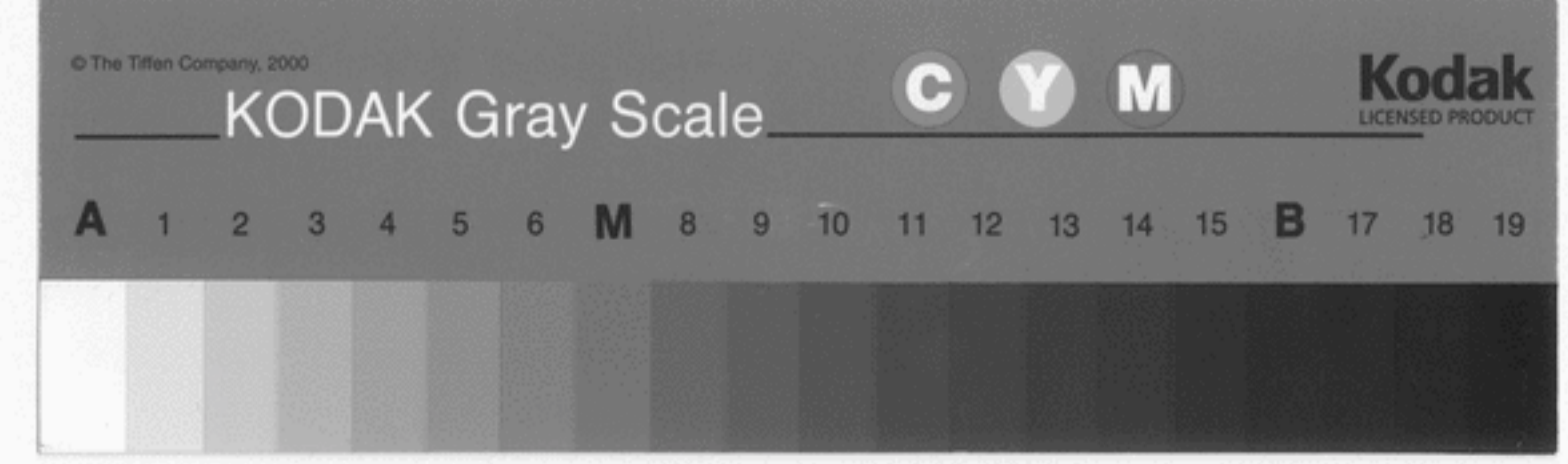 © The Tiffen Company, 2000
KODAK Gray Scale
C Y M
Kodak
LICENSED PRODUCT
A 1 2 3 4 5 6 M 8 9 10 11 12 13 14 15 B 17 18 19